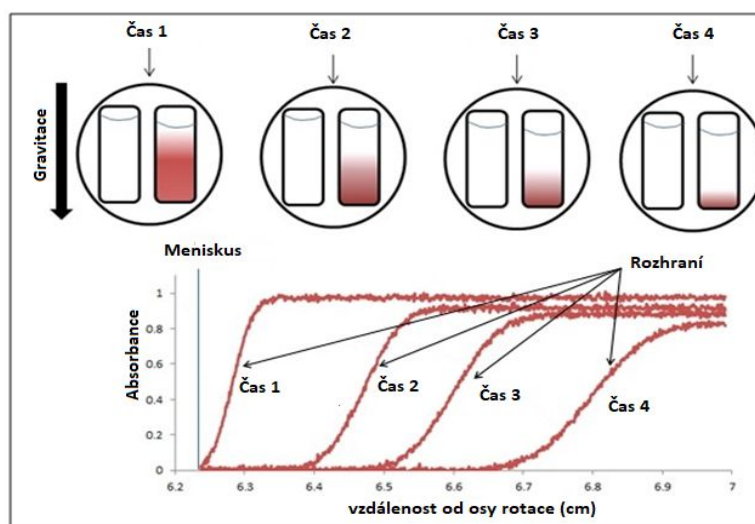 Čas 1
Čas 2
Čas 3
Čas 4
Gravitace
Meniskus
Rozhraní
Absorbance
1
0.8
0.6
0.4
0.2
0
Čas 1
Čas 2
Čas 3
Čas 4
6.2 6.3 6.4 6.5 6.6 6.7 6.8 6.9 7
vzdálenost od osy rotace (cm)